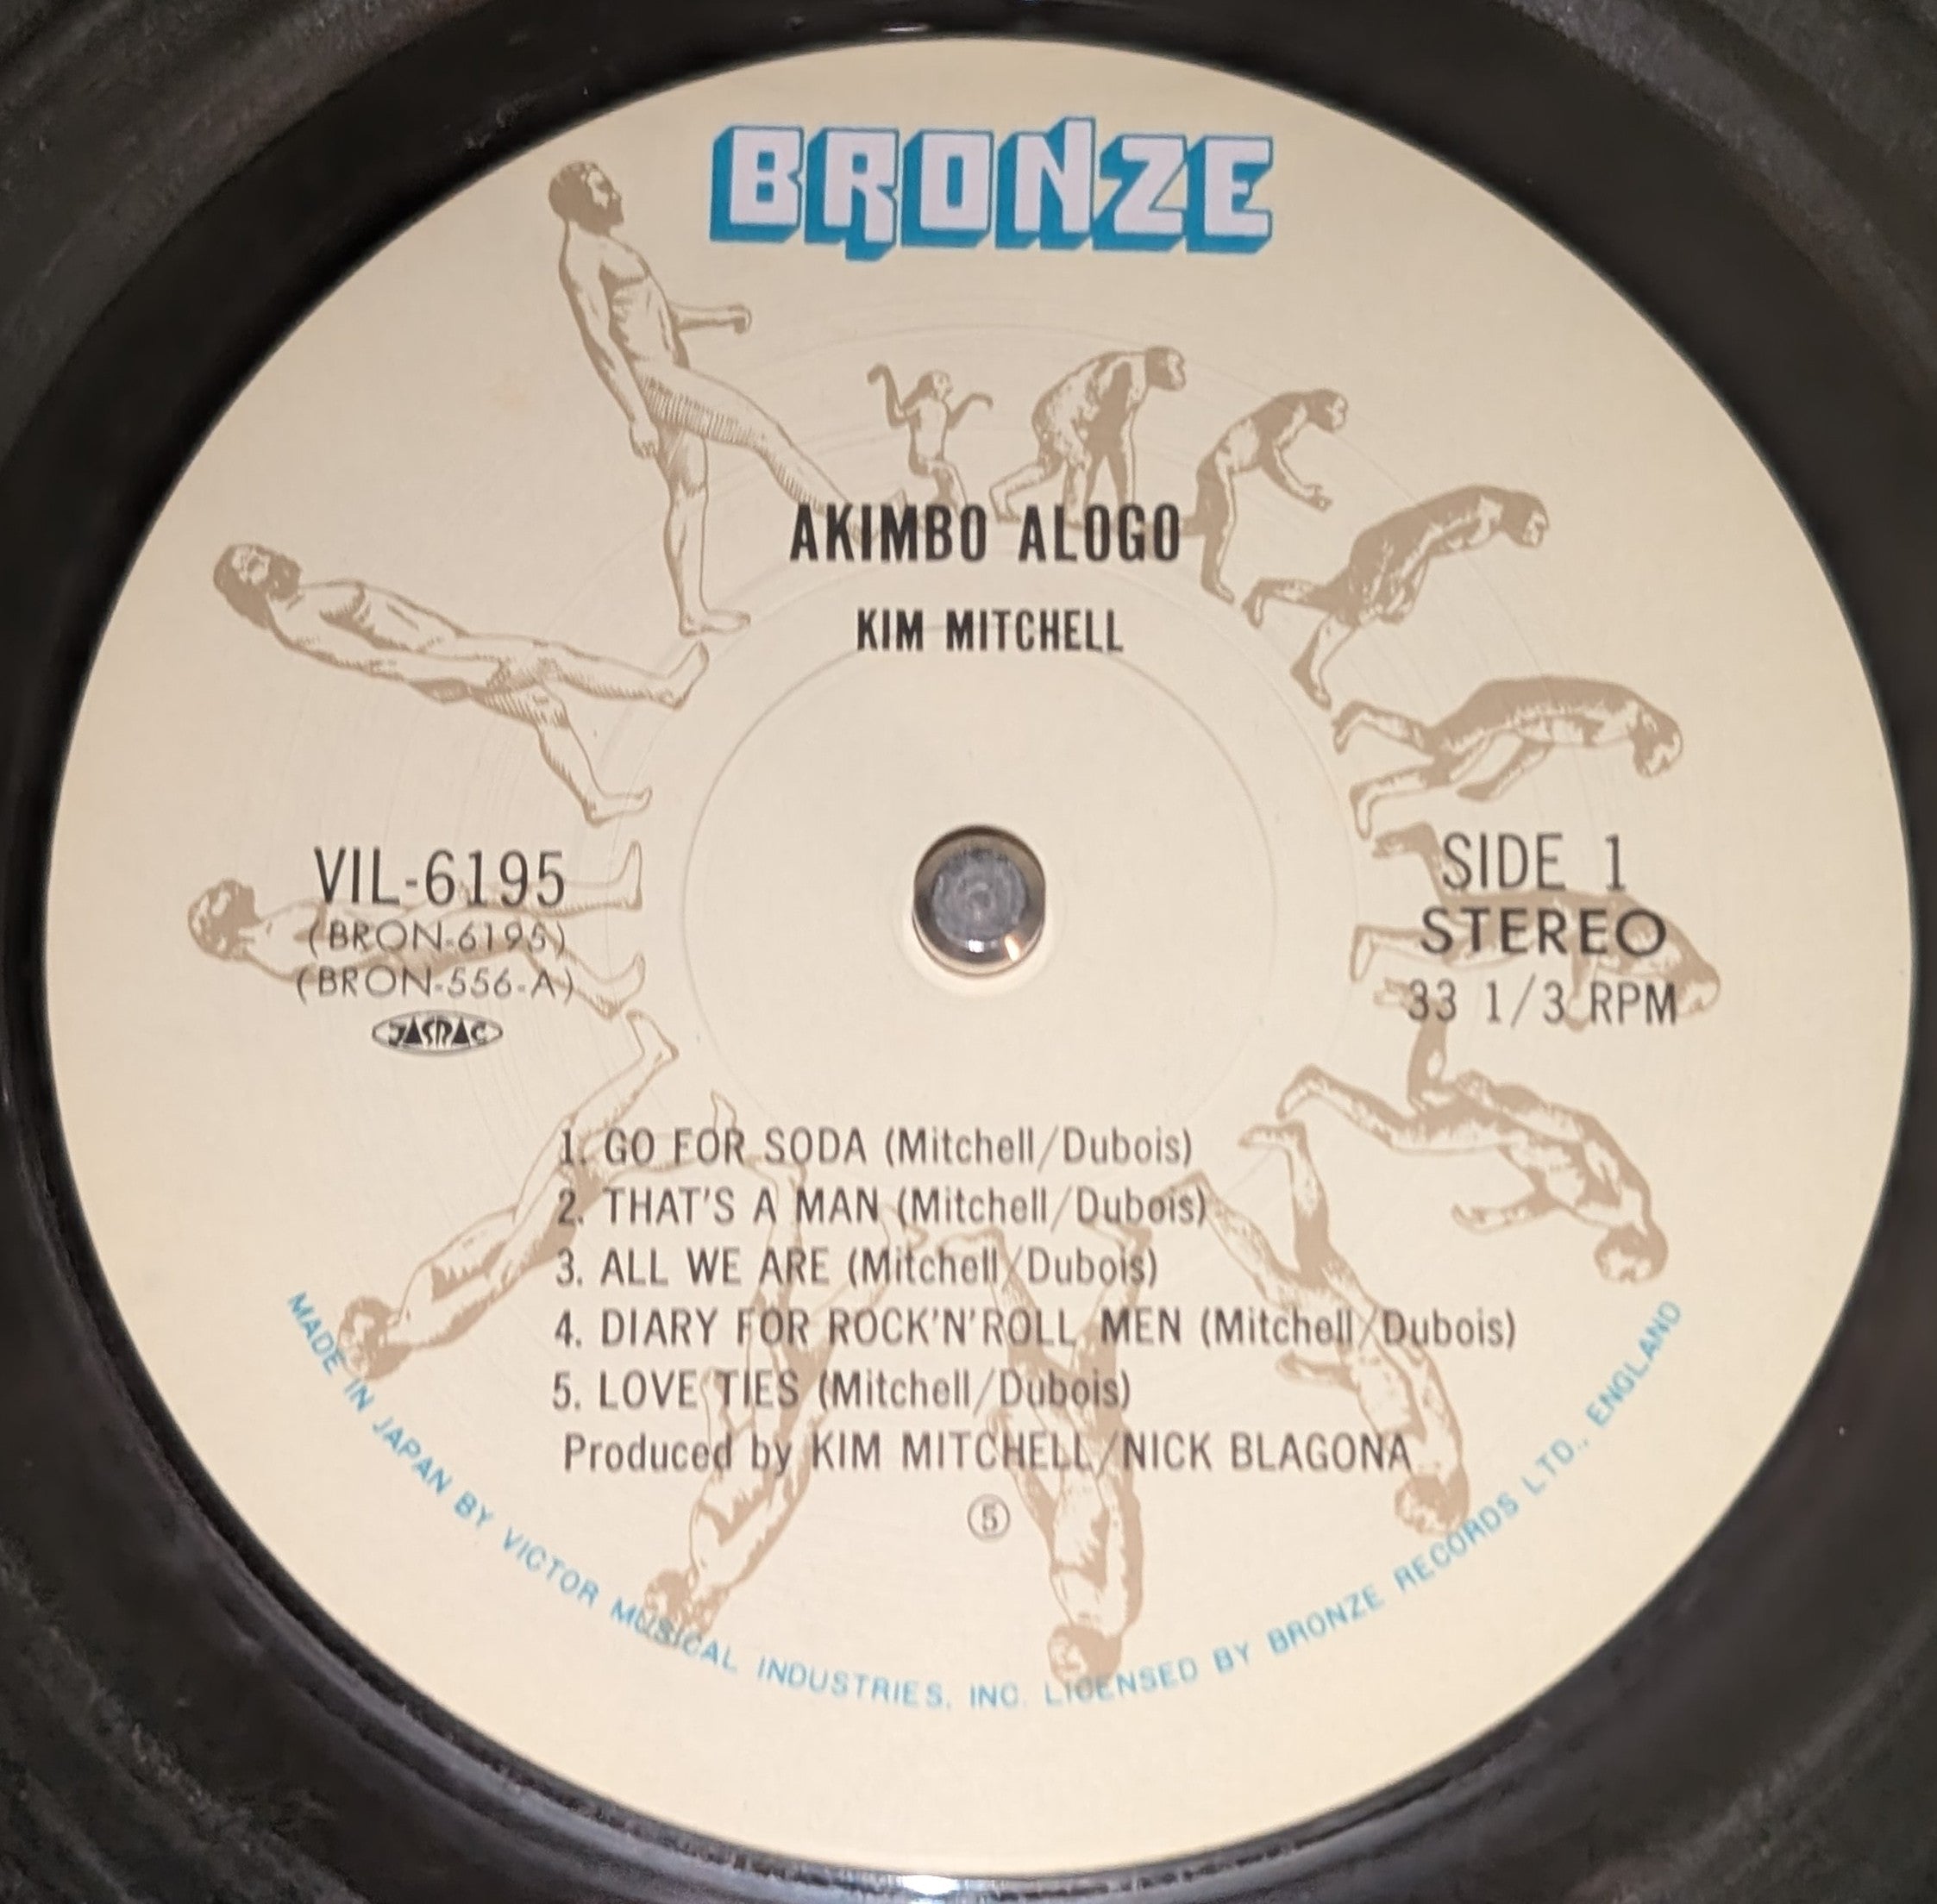 BRONZE
AKIMBO ALOGO
KIM MITCHELL
VIL-6195
(BRON-6195)
(BRON-556-A)
JASRAC
SIDE 1
STEREO
33 1/3 RPM
1. GO FOR SODA (Mitchell/Dubois)
2. THAT'S A MAN (Mitchell/Dubois)
3. ALL WE ARE (Mitchell/Dubois)
4. DIARY FOR ROCK'N'ROLL MEN (Mitchell/Dubois)
5. LOVE TIES (Mitchell/Dubois)
Produced by KIM MITCHELL/NICK BLAGONA
⑤
MADE IN JAPAN BY VICTOR MUSICAL INDUSTRIES, INC. LICENSED BY BRONZE RECORDS LTD., ENGLAND